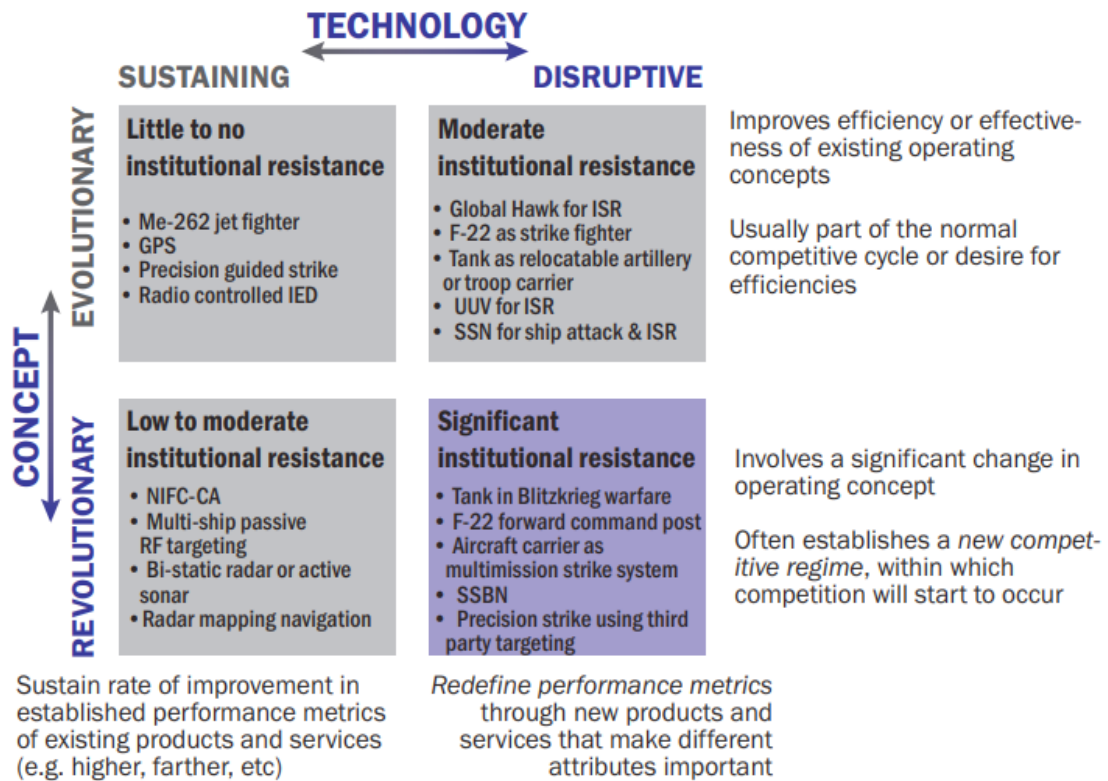 TECHNOLOGY
SUSTAINING
DISRUPTIVE
CONCEPT
EVOLUTIONARY
Little to no
institutional resistance
• Me-262 jet fighter
• GPS
• Precision guided strike
• Radio controlled IED
Moderate
institutional resistance
• Global Hawk for ISR
• F-22 as strike fighter
• Tank as relocatable artillery
or troop carrier
• UUV for ISR
• SSN for ship attack & ISR
Improves efficiency or effective-
ness of existing operating
concepts
Usually part of the normal
competitive cycle or desire for
efficiencies
REVOLUTIONARY
Low to moderate
institutional resistance
• NIFC-CA
• Multi-ship passive
RF targeting
• Bi-static radar or active
sonar
• Radar mapping navigation
Significant
institutional resistance
• Tank in Blitzkrieg warfare
• F-22 forward command post
• Aircraft carrier as
multimission strike system
• SSBN
• Precision strike using third
party targeting
Involves a significant change in
operating concept
Often establishes a new compet-
itive regime, within which
competition will start to occur
Sustain rate of improvement in
established performance metrics
of existing products and services
(e.g. higher, farther, etc)
Redefine performance metrics
through new products and
services that make different
attributes important